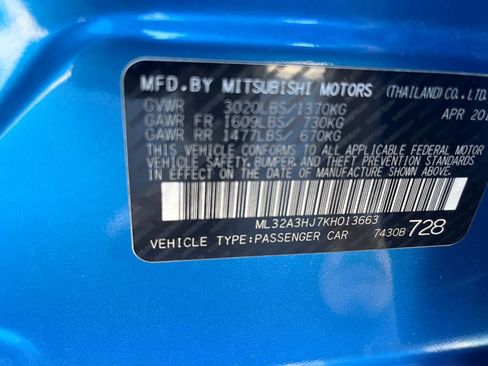 MFD.BY MITSUBISHI MOTORS (THAILAND) CO., LTD.
GVWR 3020LBS/1370KG APR 201
GAWR FR 1609LBS/ 730KG
GAWR RR 1477LBS/ 670KG
THIS VEHICLE CONFORMS TO ALL APPLICABLE FEDERAL MOTOR
VEHICLE SAFETY, BUMPER, AND THEFT PREVENTION STANDARDS
IN EFFECT ON THE DATE OF MANUFACTURE SHOWN ABOVE.
ML32A3HJ7KH013663
VEHICLE TYPE:PASSENGER CAR 7430B 728